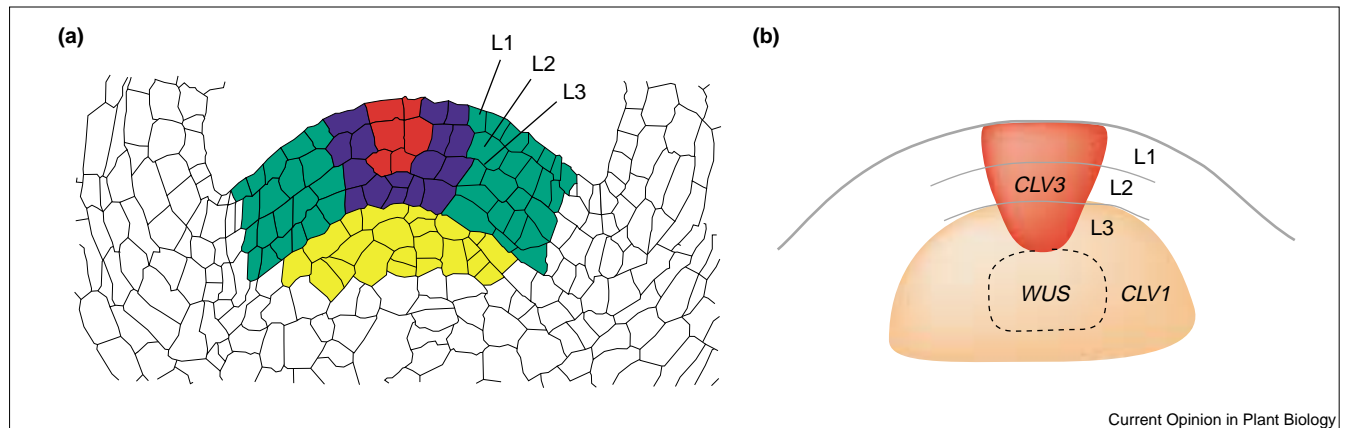 (a)
L1
L2
L3
(b)
L1
CLV3
L2
L3
WUS
CLV1
Current Opinion in Plant Biology